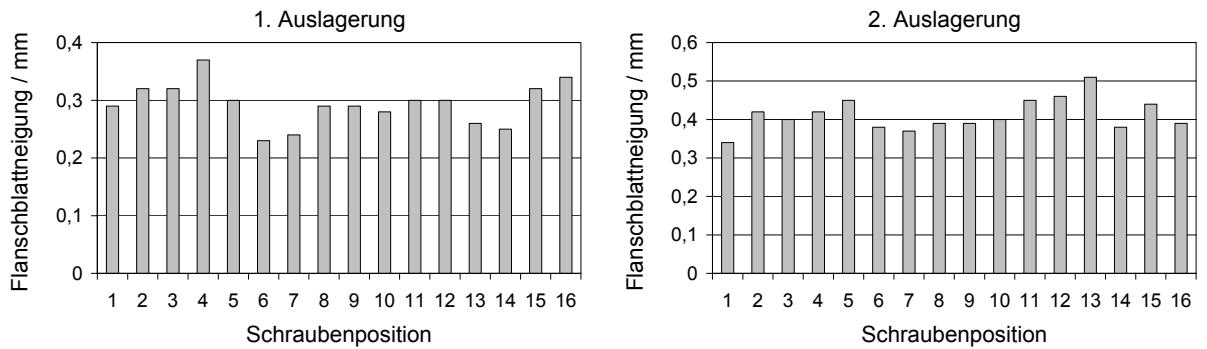 1. Auslagerung
Flanschblattneigung / mm
0,4
0,3
0,2
0,1
0
1 2 3 4 5 6 7 8 9 10 11 12 13 14 15 16
Schraubenposition
2. Auslagerung
Flanschblattneigung / mm
0,6
0,5
0,4
0,3
0,2
0,1
0
1 2 3 4 5 6 7 8 9 10 11 12 13 14 15 16
Schraubenposition